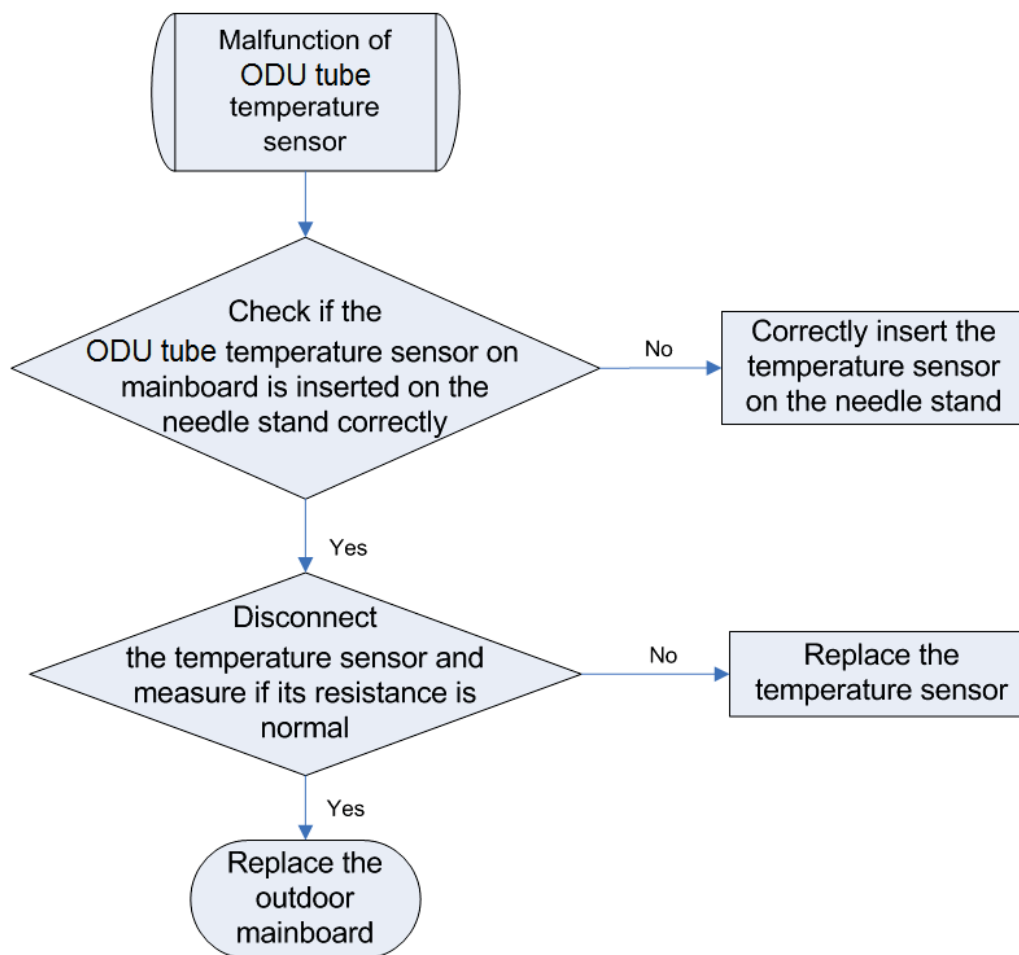 Malfunction of
ODU tube
temperature
sensor
Check if the
ODU tube temperature sensor on
mainboard is inserted on the
needle stand correctly
No
Correctly insert the
temperature sensor
on the needle stand
Yes
Disconnect
the temperature sensor and
measure if its resistance is
normal
No
Replace the
temperature sensor
Yes
Replace the
outdoor
mainboard